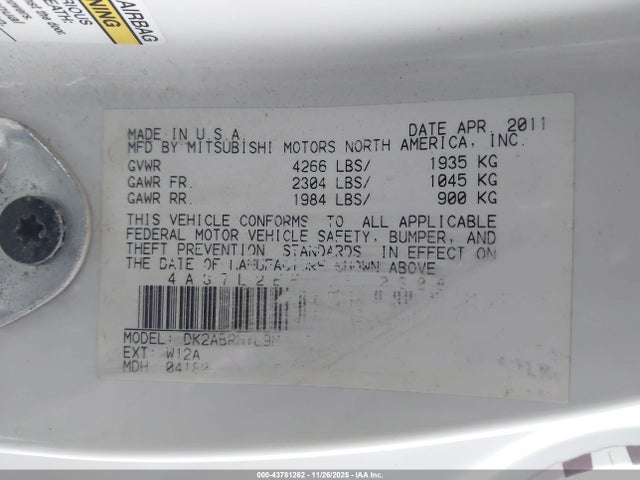 AIRBAG
WARNING
MADE IN U.S.A. DATE APR. 2011
MFD BY MITSUBISHI MOTORS NORTH AMERICA, INC.
GVWR 4266 LBS/ 1935 KG
GAWR FR. 2304 LBS/ 1045 KG
GAWR RR. 1984 LBS/ 900 KG
THIS VEHICLE CONFORMS TO ALL APPLICABLE
FEDERAL MOTOR VEHICLE SAFETY, BUMPER, AND
THEFT PREVENTION STANDARDS IN EFFECT ON
THE DATE OF MANUFACTURE SHOWN ABOVE
MODEL:
EXT: W12A
MDH
000-43781262 - 11/26/2025 - IAA, Inc.